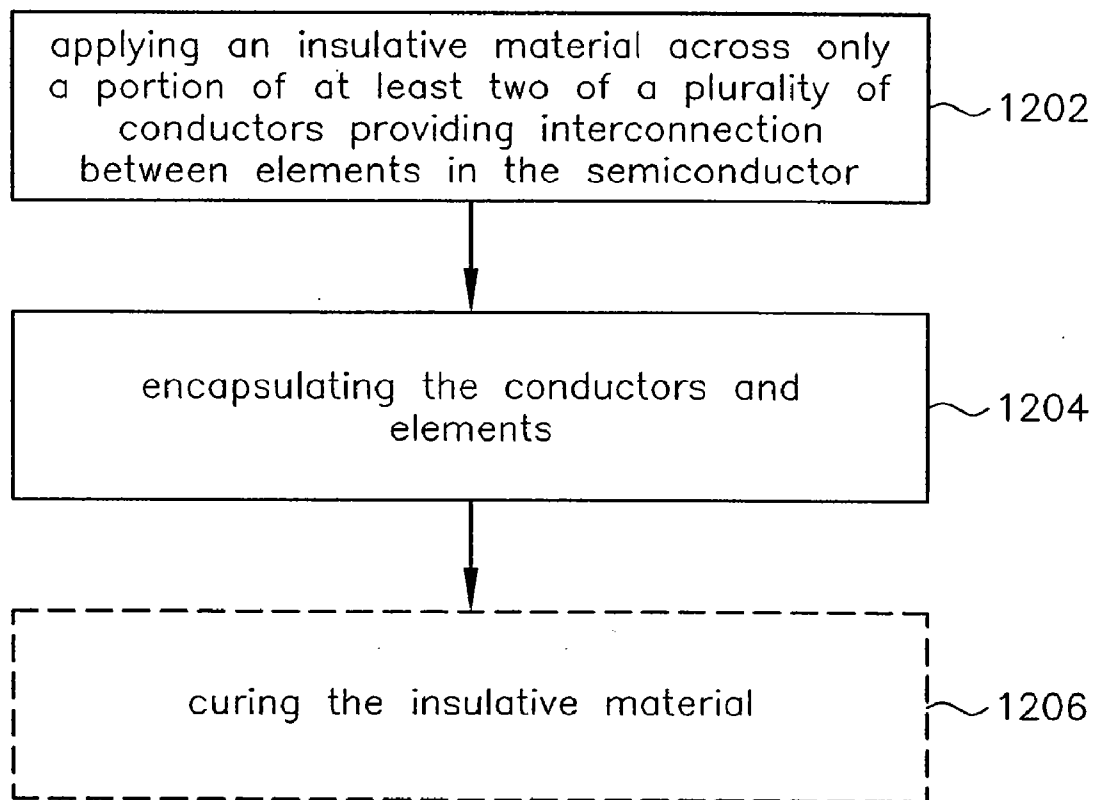 applying an insulative material across only
a portion of at least two of a plurality of
conductors providing interconnection
between elements in the semiconductor
1202
encapsulating the conductors and
elements
1204
curing the insulative material
1206